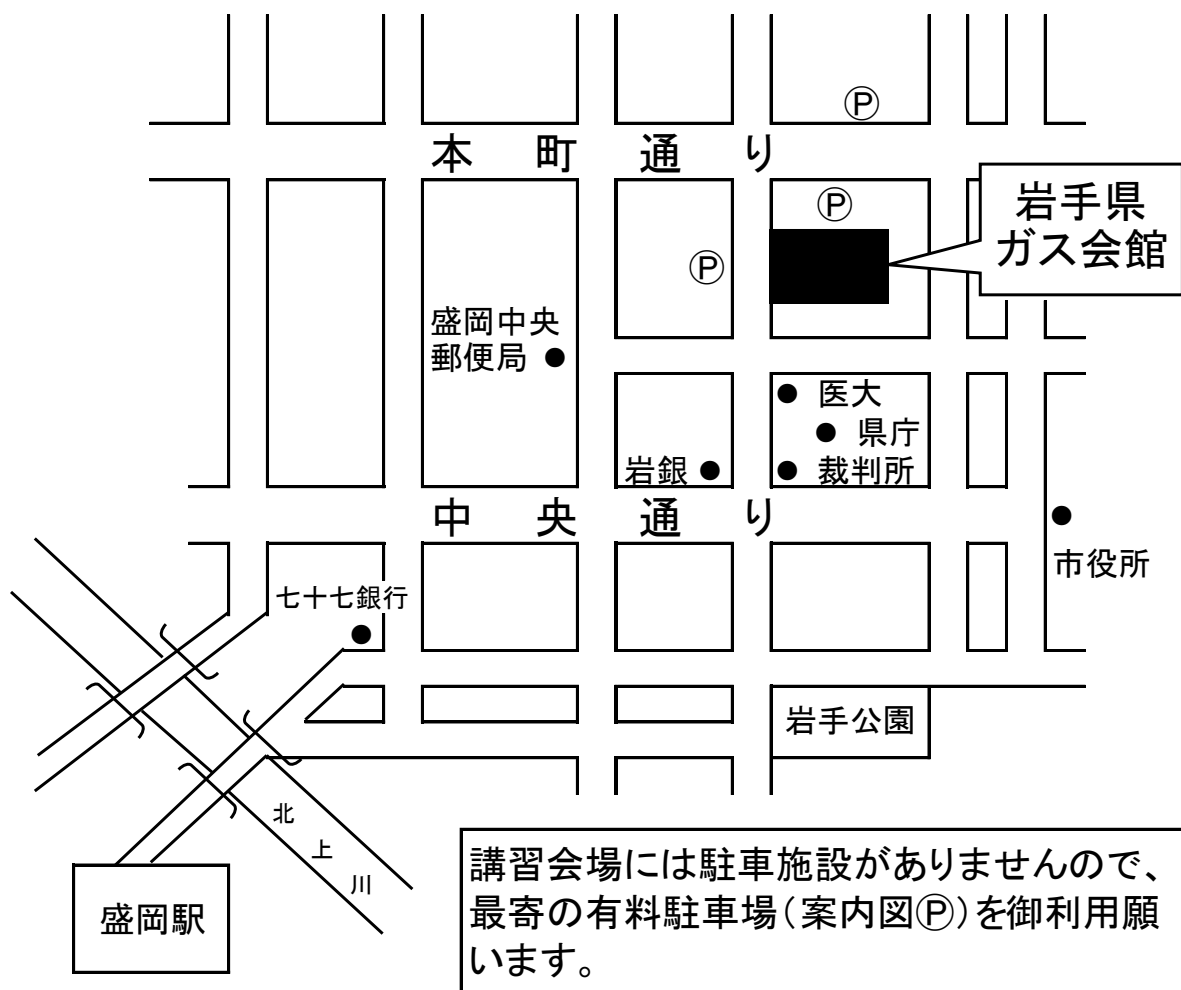 Ⓟ
本町通り
岩手県
ガス会館
Ⓟ
Ⓟ
盛岡中央
郵便局
医大
県庁
岩銀
裁判所
中央通り
市役所
七十七銀行
岩手公園
北上川
盛岡駅
講習会場には駐車施設がありませんので、
最寄の有料駐車場(案内図Ⓟ)を御利用願
います。